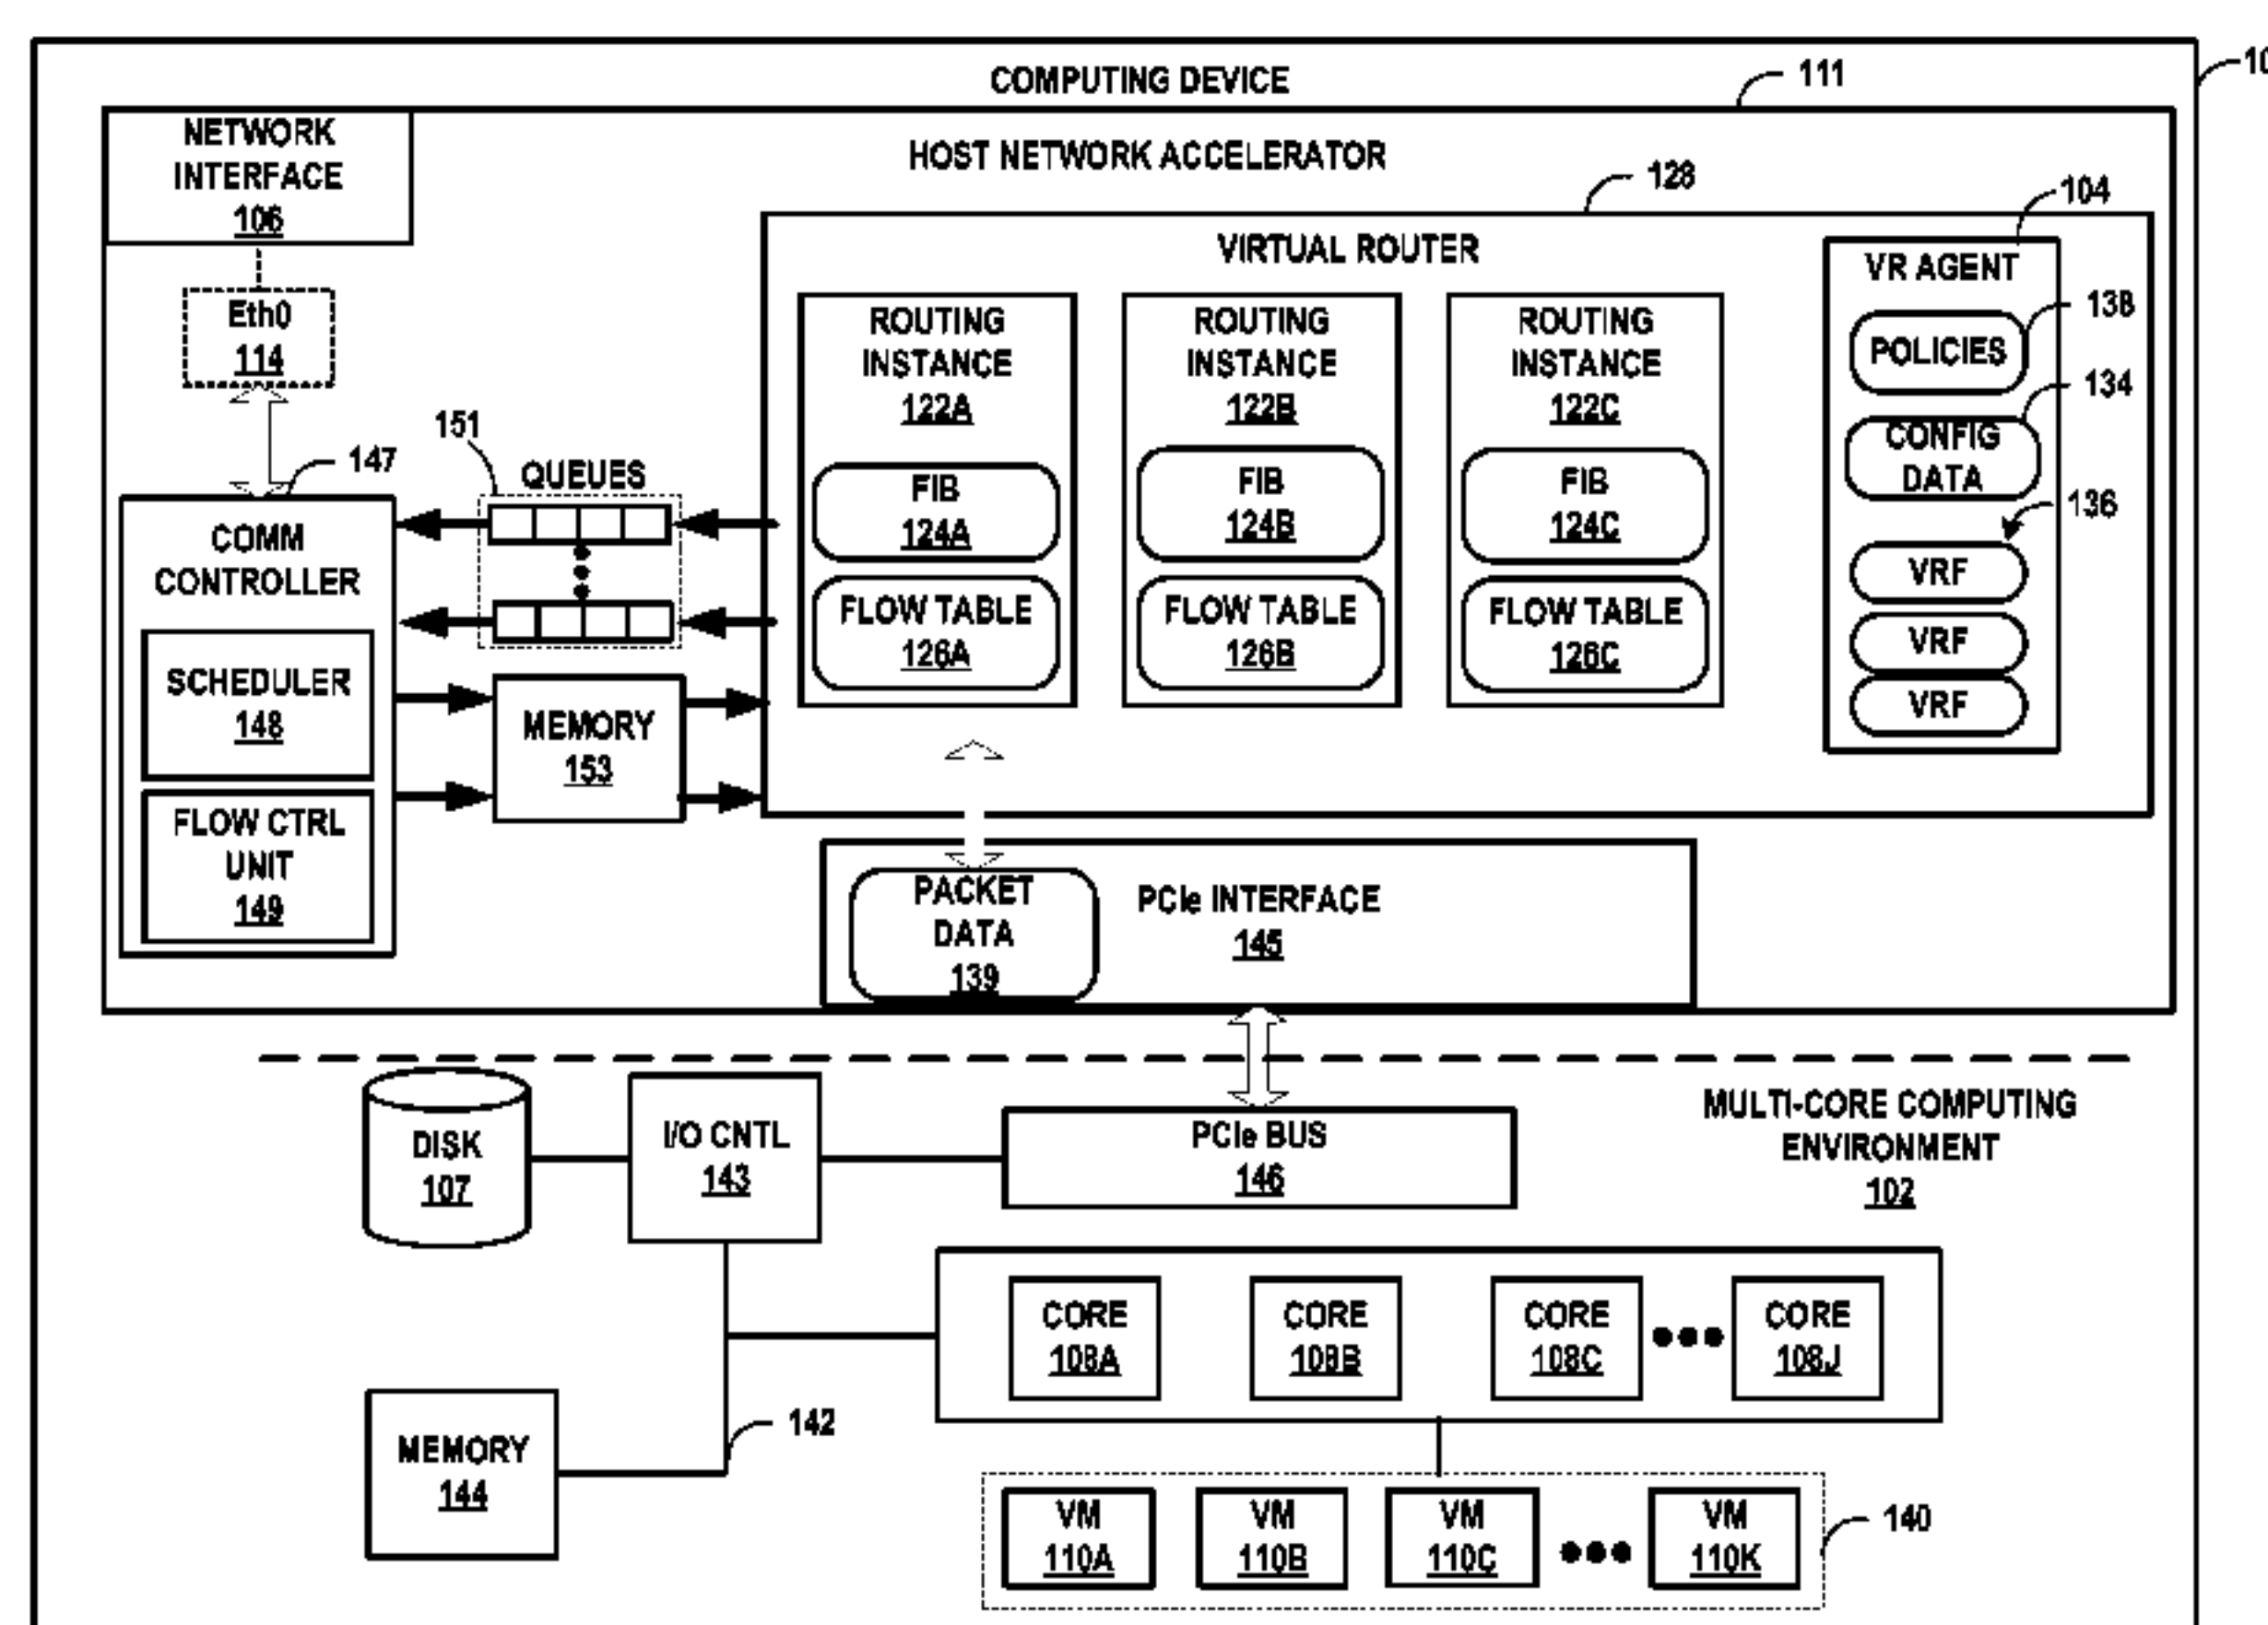 COMPUTING DEVICE
111
10
NETWORK
INTERFACE
106
HOST NETWORK ACCELERATOR
128
104
Eth0
114
VIRTUAL ROUTER
VR AGENT
138
POLICIES
134
CONFIG
DATA
136
VRF
VRF
VRF
ROUTING
INSTANCE
122A
FIB
124A
FLOW TABLE
126A
ROUTING
INSTANCE
122B
FIB
124B
FLOW TABLE
126B
ROUTING
INSTANCE
122C
FIB
124C
FLOW TABLE
126C
151
QUEUES
147
COMM
CONTROLLER
SCHEDULER
148
FLOW CTRL
UNIT
149
MEMORY
153
PACKET
DATA
139
PCIe INTERFACE
145
DISK
107
I/O CNTL
143
PCIe BUS
146
MULTI-CORE COMPUTING
ENVIRONMENT
102
CORE
108A
CORE
108B
CORE
108C
CORE
108J
MEMORY
144
142
VM
110A
VM
110B
VM
110C
VM
110K
140